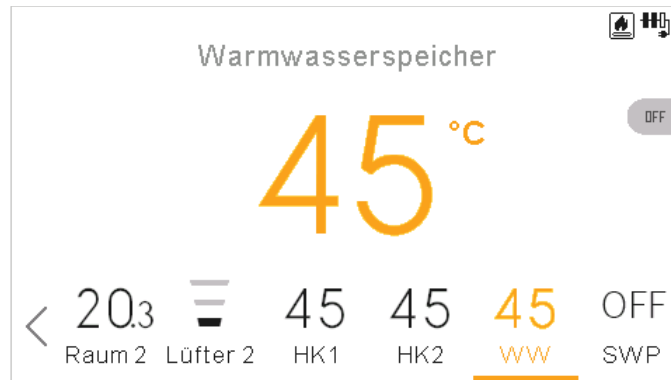 Warmwasserspeicher
45 °C
OFF
20.3 45 45 45 OFF
Raum 2 Lüfter 2 HK1 HK2 WW SWP